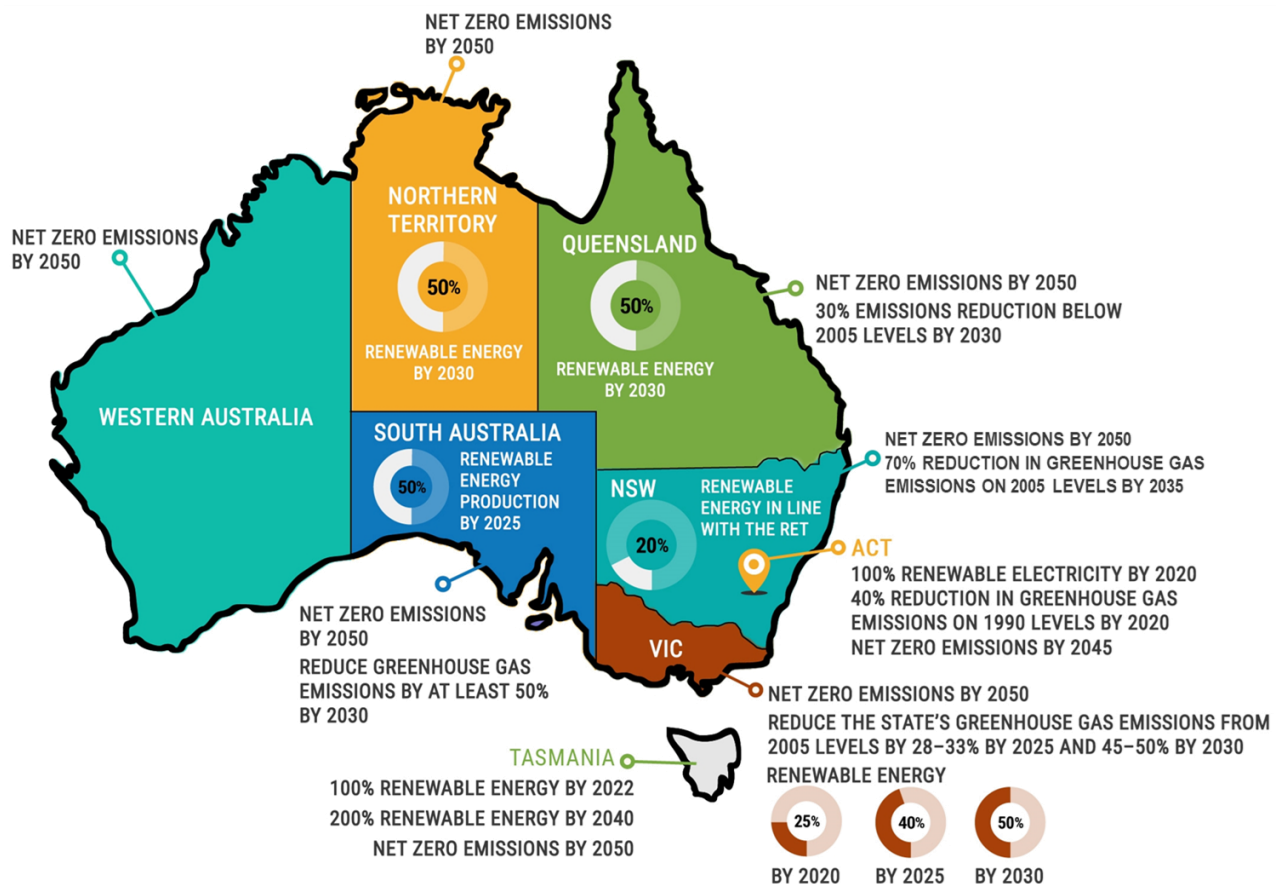 NET ZERO EMISSIONS
BY 2050
NORTHERN
TERRITORY
50%
RENEWABLE ENERGY
BY 2030
QUEENSLAND
50%
RENEWABLE ENERGY
BY 2030
NET ZERO EMISSIONS
BY 2050
NET ZERO EMISSIONS BY 2050
30% EMISSIONS REDUCTION BELOW
2005 LEVELS BY 2030
WESTERN AUSTRALIA
SOUTH AUSTRALIA
50%
RENEWABLE
ENERGY
PRODUCTION
BY 2025
NET ZERO EMISSIONS BY 2050
70% REDUCTION IN GREENHOUSE GAS
EMISSIONS ON 2005 LEVELS BY 2035
NSW
20%
RENEWABLE
ENERGY IN LINE
WITH THE RET
ACT
100% RENEWABLE ELECTRICITY BY 2020
40% REDUCTION IN GREENHOUSE GAS
EMISSIONS ON 1990 LEVELS BY 2020
NET ZERO EMISSIONS BY 2045
NET ZERO EMISSIONS
BY 2050
REDUCE GREENHOUSE GAS
EMISSIONS BY AT LEAST 50%
BY 2030
VIC
NET ZERO EMISSIONS BY 2050
REDUCE THE STATE'S GREENHOUSE GAS EMISSIONS FROM
2005 LEVELS BY 28–33% BY 2025 AND 45–50% BY 2030
RENEWABLE ENERGY
25%
40%
50%
BY 2020
BY 2025
BY 2030
TASMANIA
100% RENEWABLE ENERGY BY 2022
200% RENEWABLE ENERGY BY 2040
NET ZERO EMISSIONS BY 2050